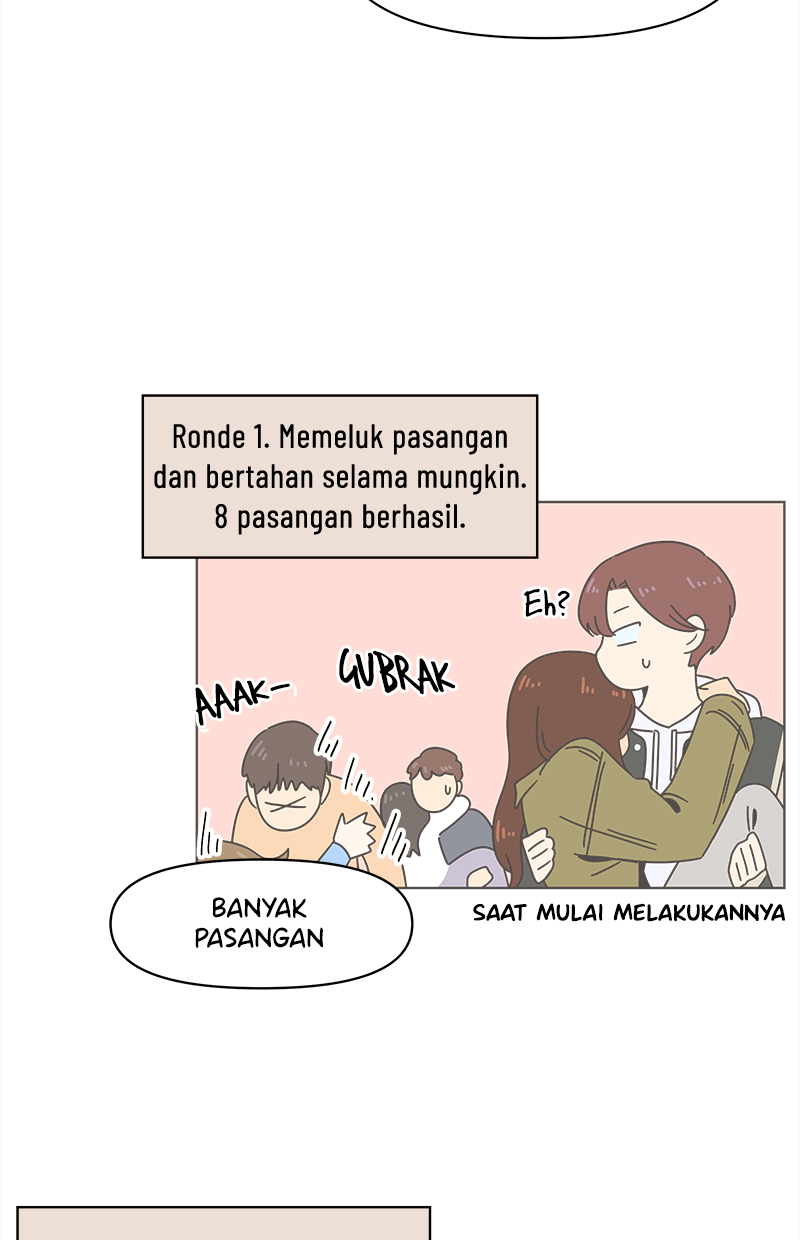 Ronde 1. Memeluk pasangan
dan bertahan selama mungkin.
8 pasangan berhasil.
Eh?
GUBRAK
AAAK-
BANYAK
PASANGAN
SAAT MULAI MELAKUKANNYA